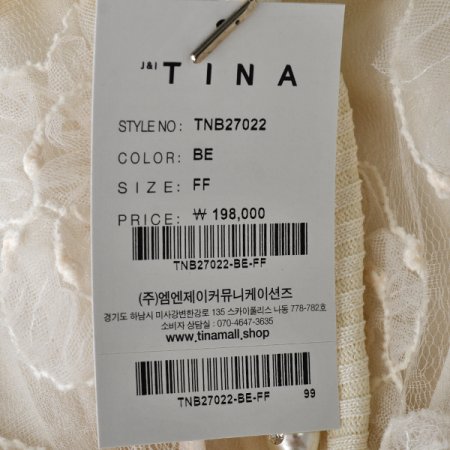 J&I TINA
STYLE NO : TNB27022
COLOR: BE
SIZE: FF
PRICE: ₩ 198,000
TNB27022-BE-FF
(주)엠엔제이커뮤니케이션즈
경기도 하남시 미사강변한강로 135 스카이폴리스 나동 778-782호
소비자 상담실 : 070-4647-3635
www.tinamall.shop
TNB27022-BE-FF 99